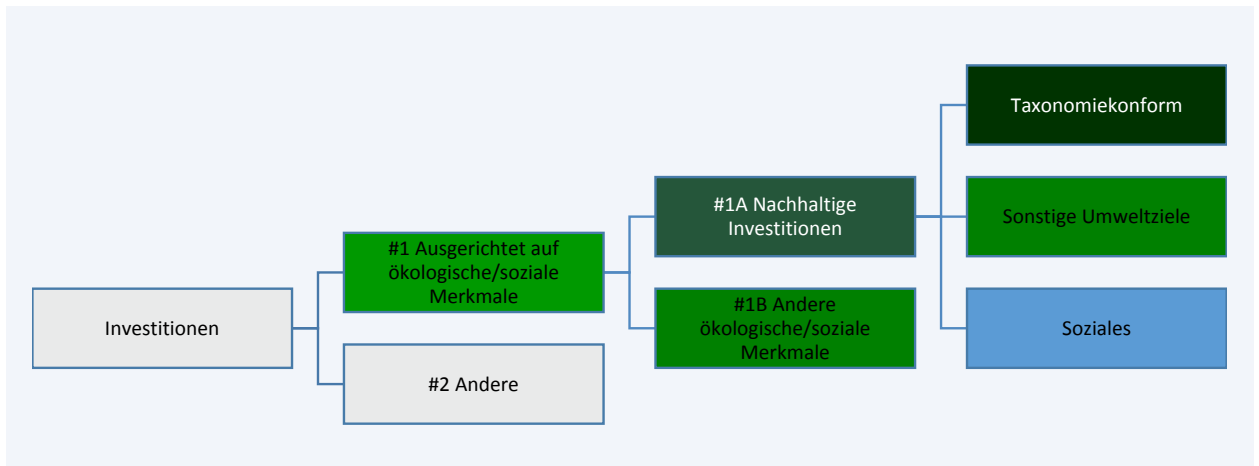 Investitionen
#1 Ausgerichtet auf
ökologische/soziale
Merkmale
#2 Andere
#1A Nachhaltige
Investitionen
#1B Andere
ökologische/soziale
Merkmale
Taxonomiekonform
Sonstige Umweltziele
Soziales